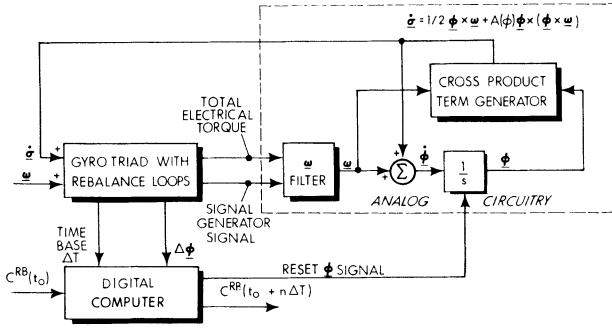 σ̇ = 1/2 φ × ω + A(φ) φ × ( φ × ω )
CROSS PRODUCT
TERM GENERATOR
TOTAL
ELECTRICAL
TORQUE
σ̇
+
ω
+
GYRO TRIAD WITH
REBALANCE LOOPS
ω
FILTER
ω
+
+
Σ
φ̇
1
s
φ
ANALOG CIRCUITRY
SIGNAL
GENERATOR
SIGNAL
TIME
BASE
ΔT
Δφ
C^RB(t₀)
DIGITAL
COMPUTER
RESET φ SIGNAL
C^RB(t₀ + nΔT)